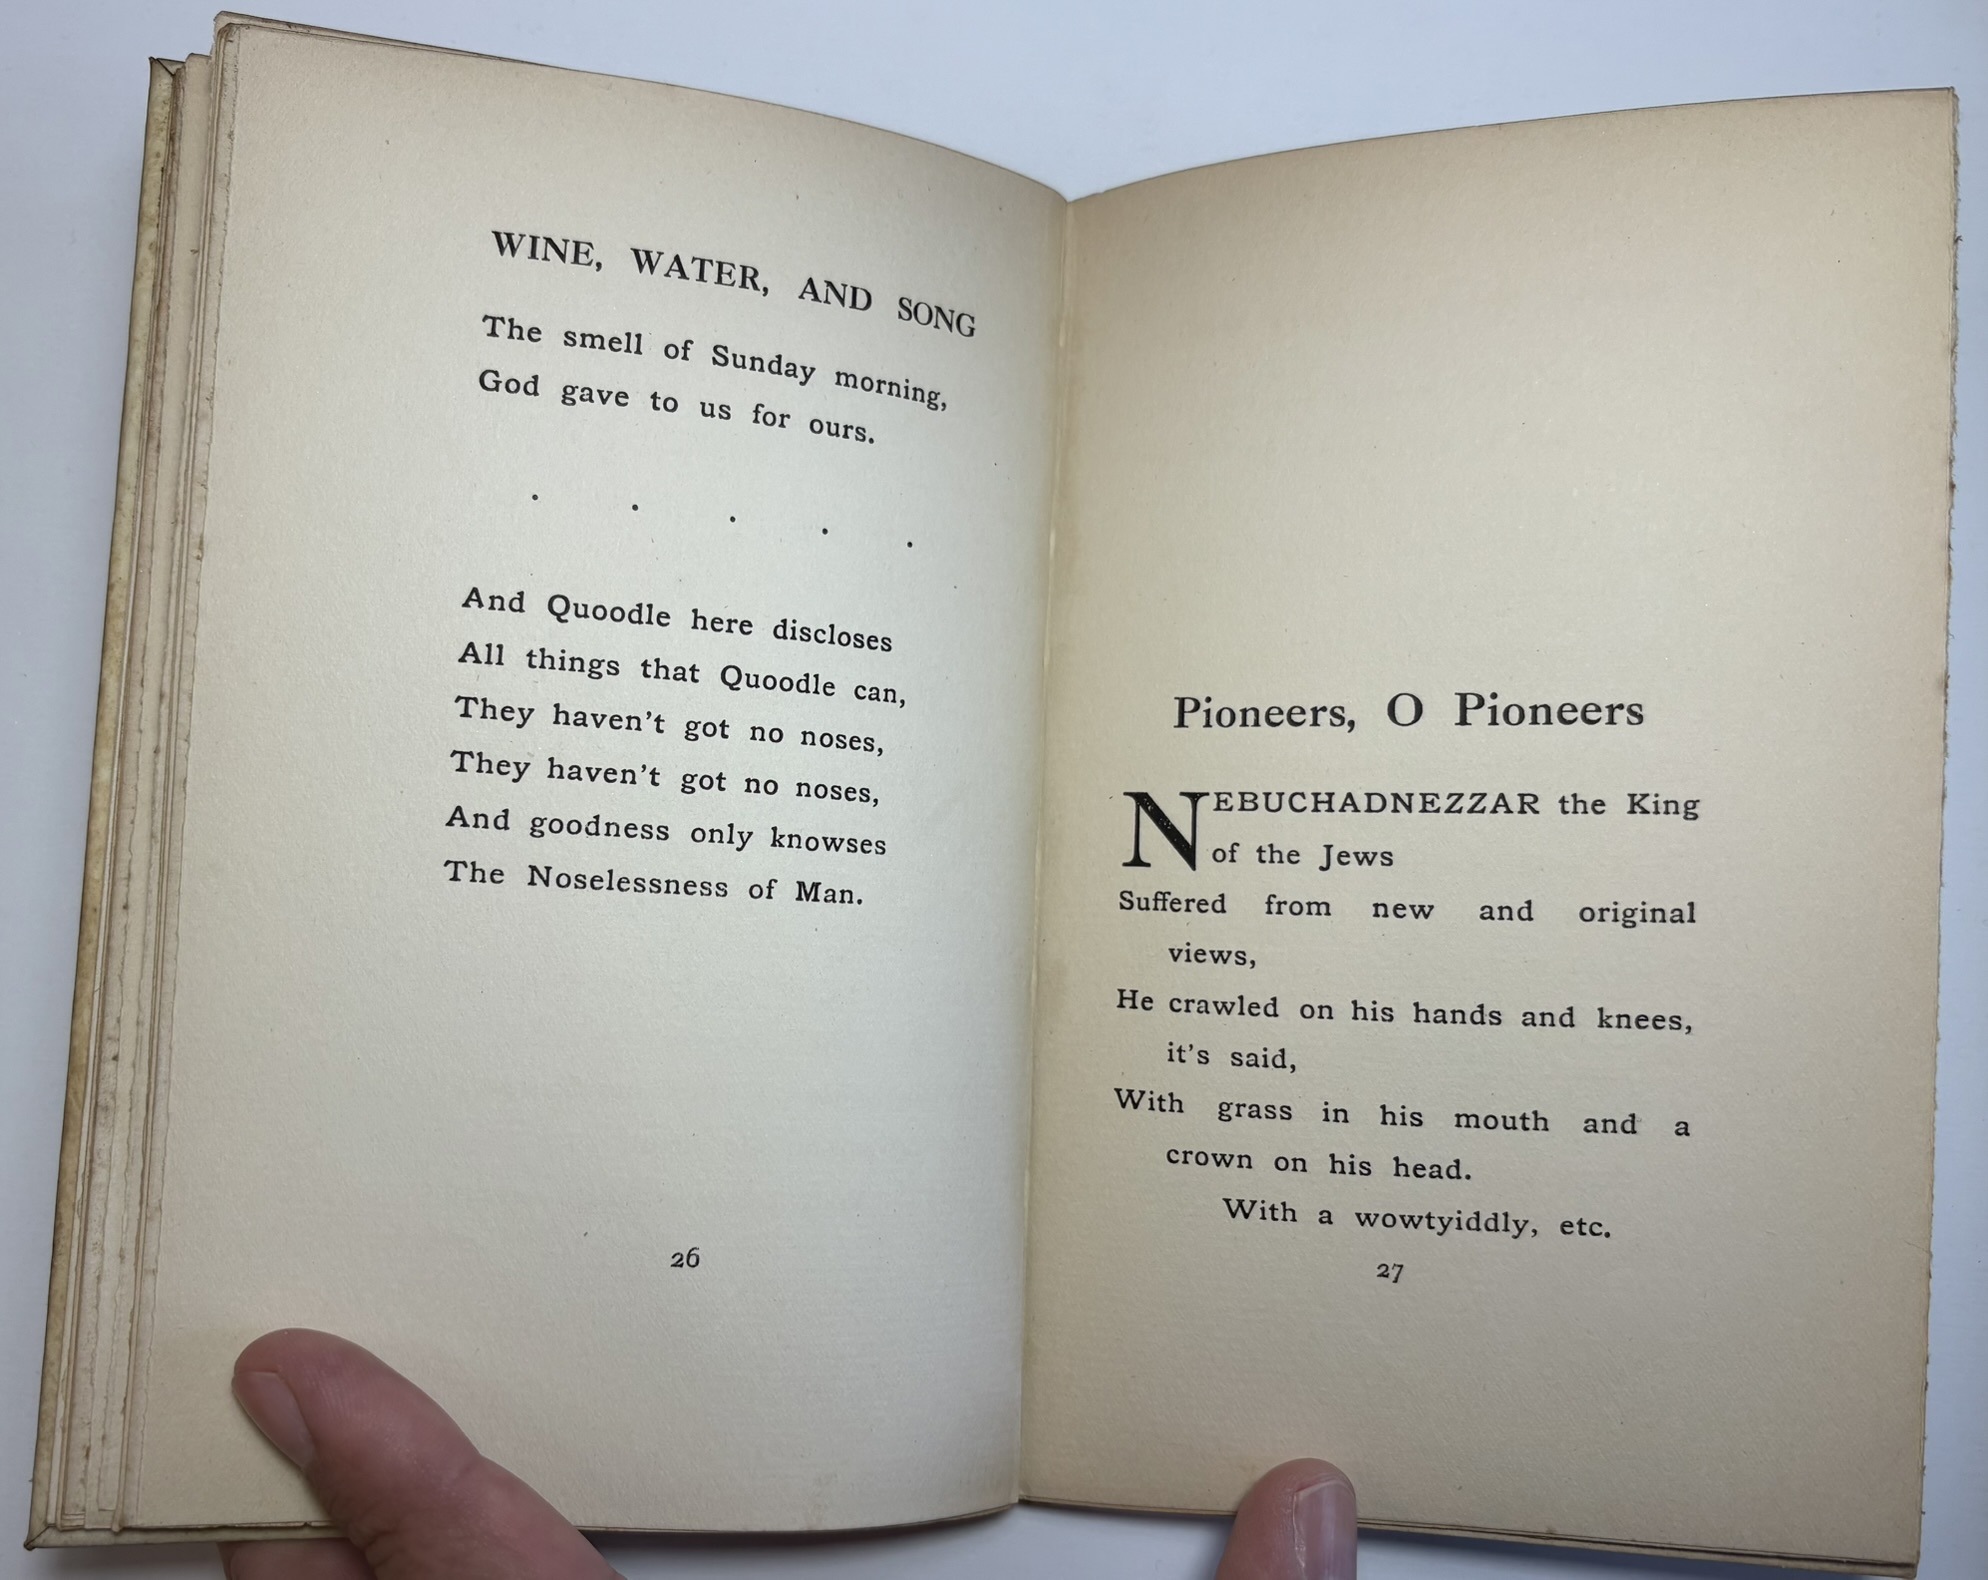 WINE, WATER, AND SONG
The smell of Sunday morning,
God gave to us for ours.
. . . . .
And Quoodle here discloses
All things that Quoodle can,
They haven't got no noses,
They haven't got no noses,
And goodness only knowses
The Noselessness of Man.
26
Pioneers, O Pioneers
NEBUCHADNEZZAR the King
of the Jews
Suffered from new and original
views,
He crawled on his hands and knees,
it's said,
With grass in his mouth and a
crown on his head.
With a wowtyiddly, etc.
27